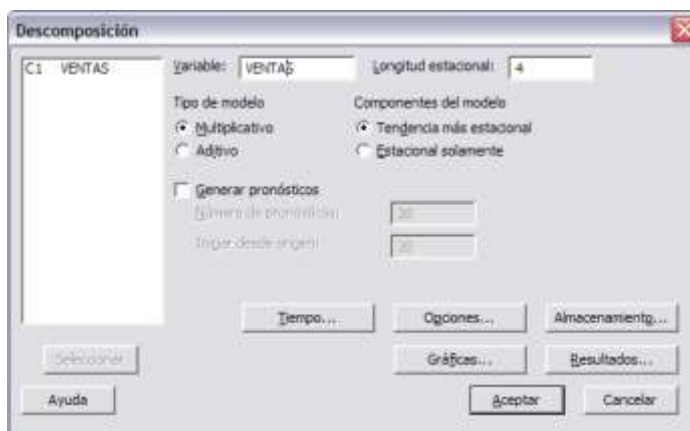 Descomposición
C1 VENTAS
Variable: VENTAS
Longitud estacional: 4
Tipo de modelo
Multiplicativo
Aditivo
Componentes del modelo
Tendencia más estacional
Estacional solamente
Generar pronósticos
Número de pronósticos:
Iniciar desde origen:
Tiempo...
Opciones...
Almacenamiento...
Seleccionar
Gráficas...
Resultados...
Ayuda
Aceptar
Cancelar